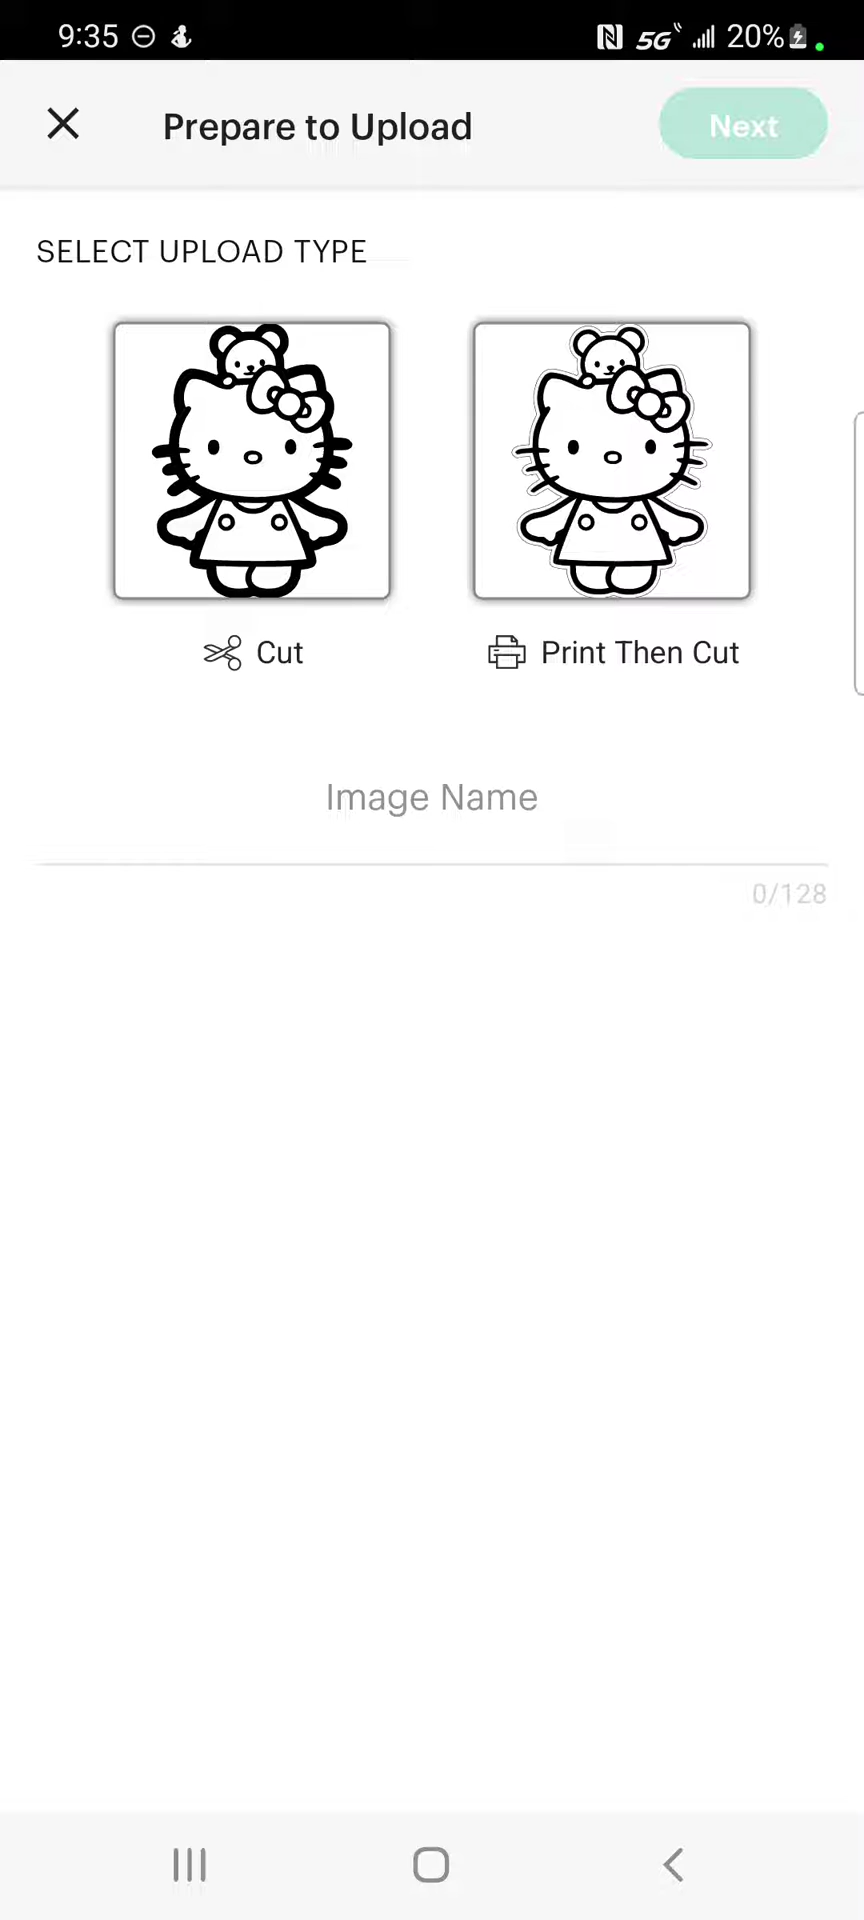 9:35 5G 20%
Prepare to Upload
Next
SELECT UPLOAD TYPE
Cut
Print Then Cut
Image Name
0/128